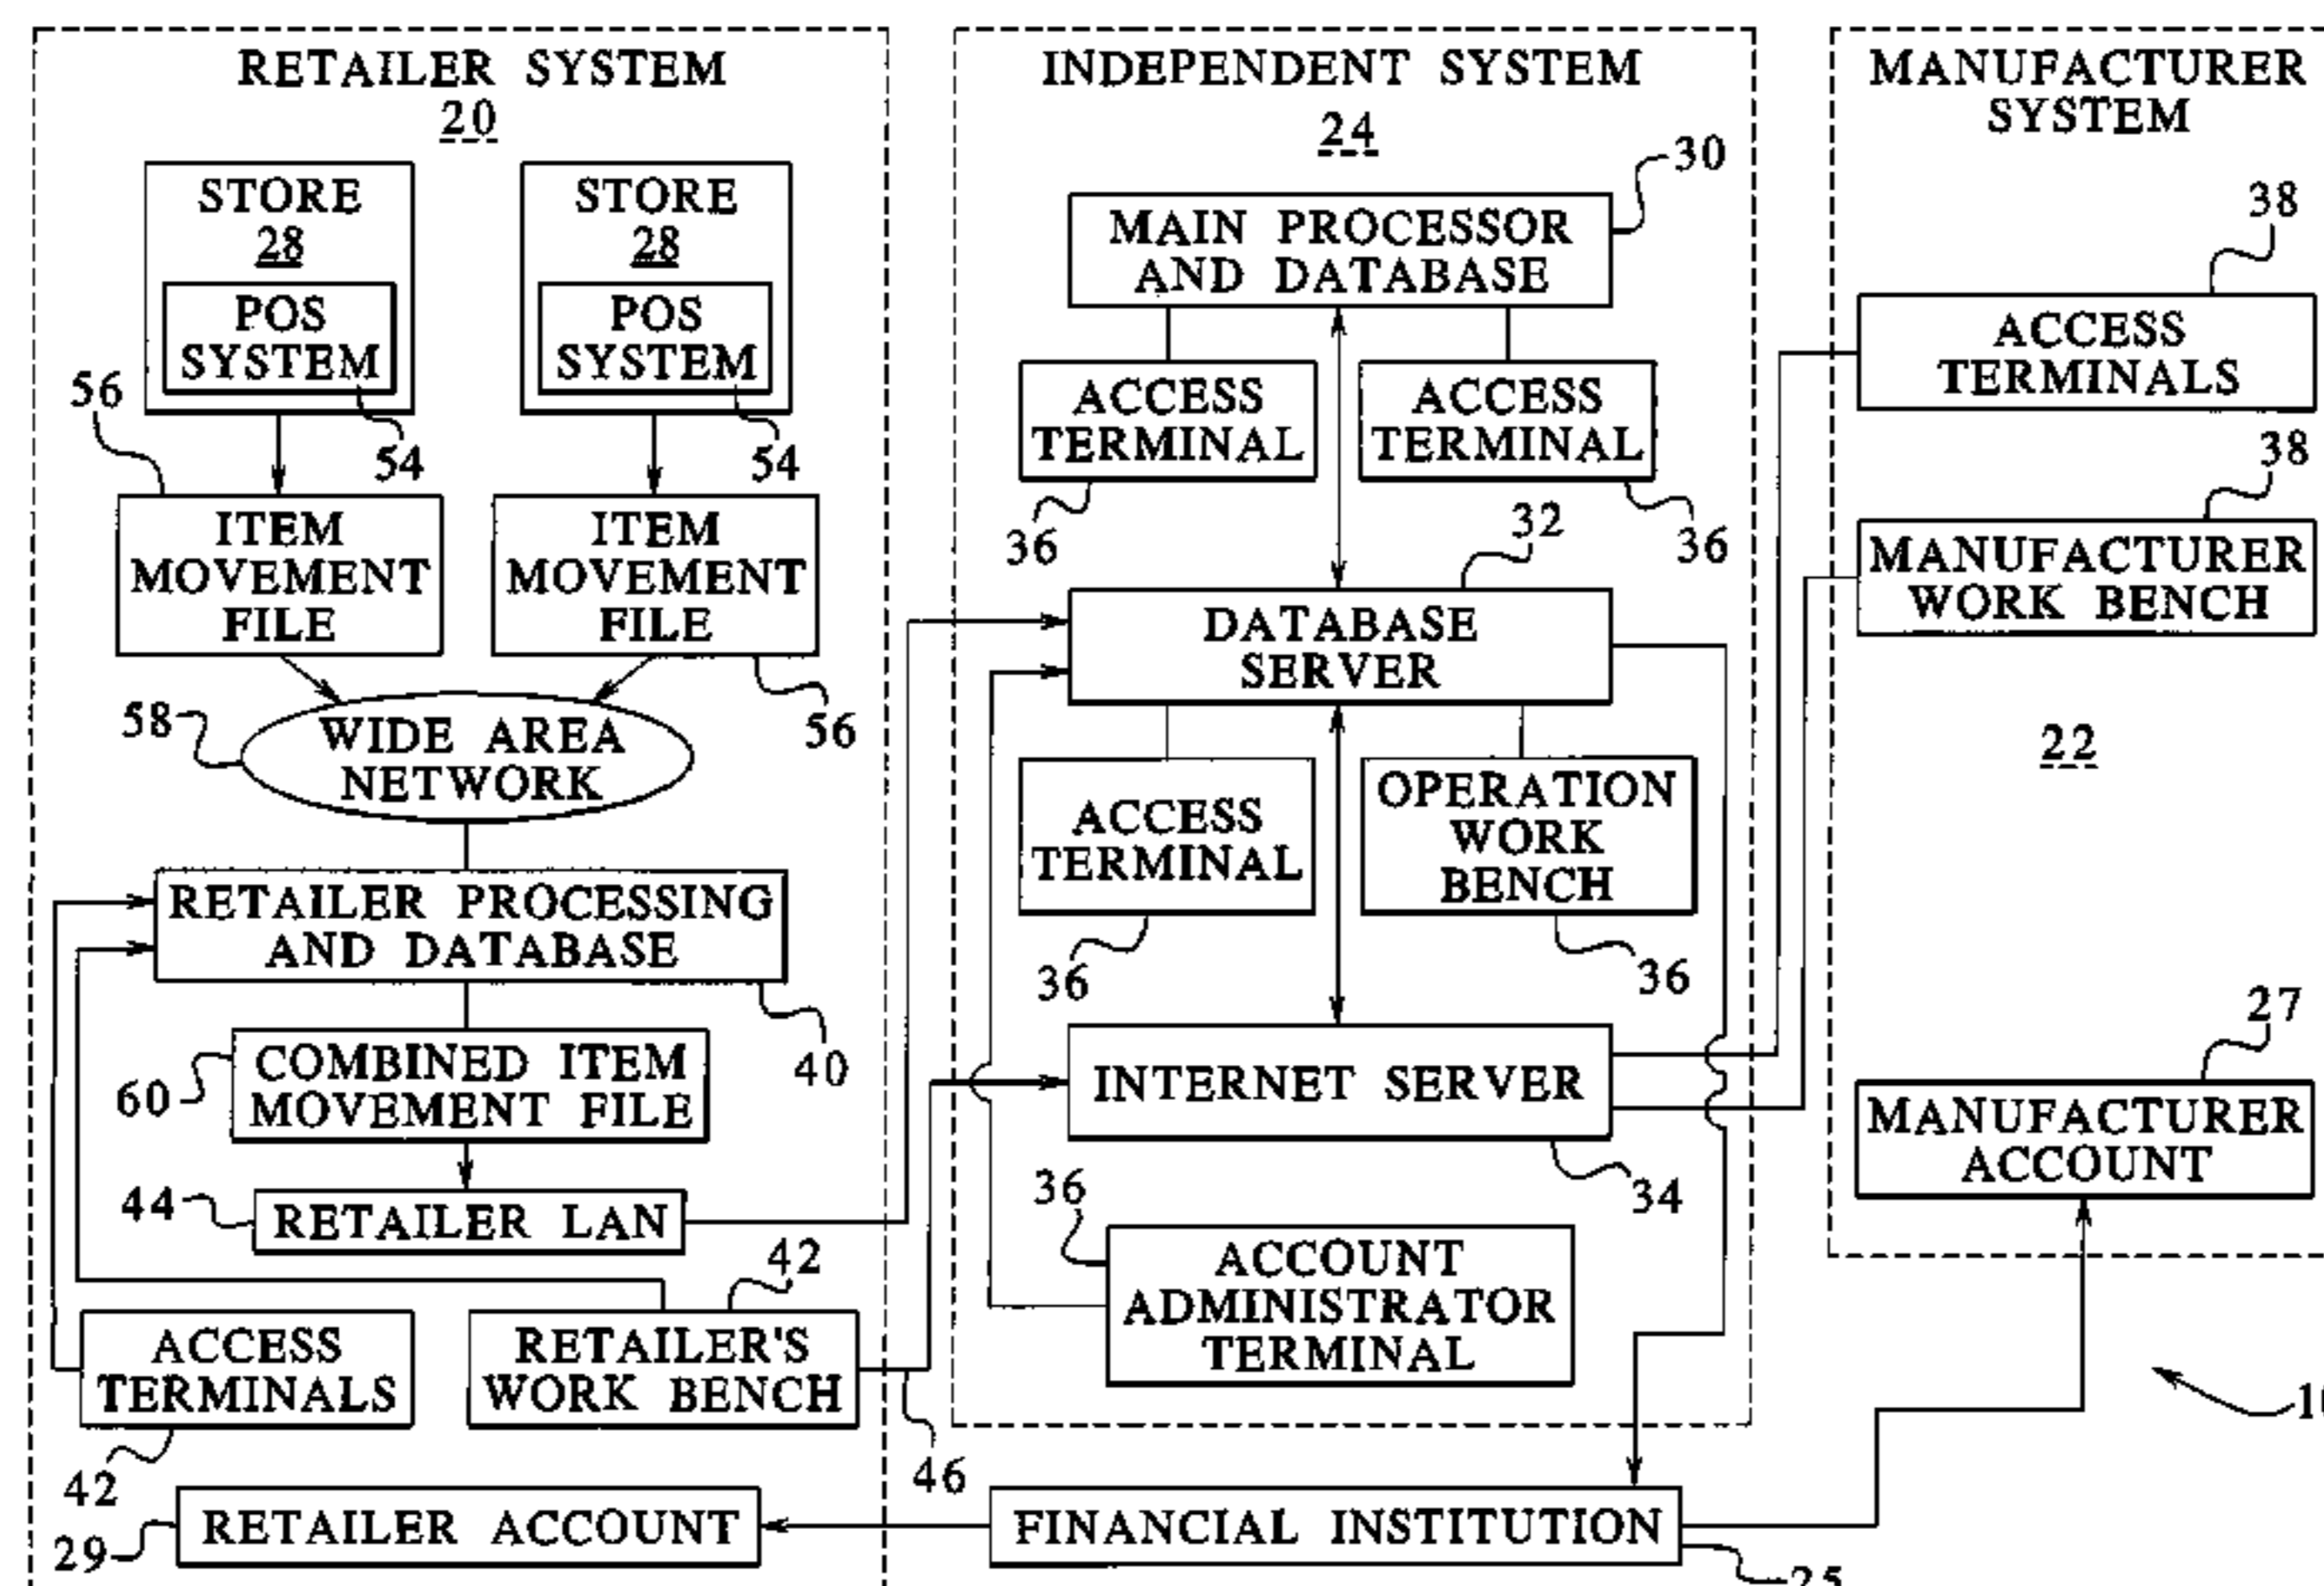 RETAILER SYSTEM
20
STORE
28
POS
SYSTEM
54
STORE
28
POS
SYSTEM
54
56
ITEM
MOVEMENT
FILE
ITEM
MOVEMENT
FILE
56
58
WIDE AREA
NETWORK
RETAILER PROCESSING
AND DATABASE
40
60
COMBINED ITEM
MOVEMENT FILE
44
RETAILER LAN
42
ACCESS
TERMINALS
42
RETAILER'S
WORK BENCH
46
29
RETAILER ACCOUNT
INDEPENDENT SYSTEM
24
30
MAIN PROCESSOR
AND DATABASE
ACCESS
TERMINAL
36
ACCESS
TERMINAL
36
32
DATABASE
SERVER
ACCESS
TERMINAL
36
OPERATION
WORK
BENCH
36
INTERNET SERVER
34
36
ACCOUNT
ADMINISTRATOR
TERMINAL
FINANCIAL INSTITUTION
25
MANUFACTURER
SYSTEM
38
ACCESS
TERMINALS
38
MANUFACTURER
WORK BENCH
22
27
MANUFACTURER
ACCOUNT